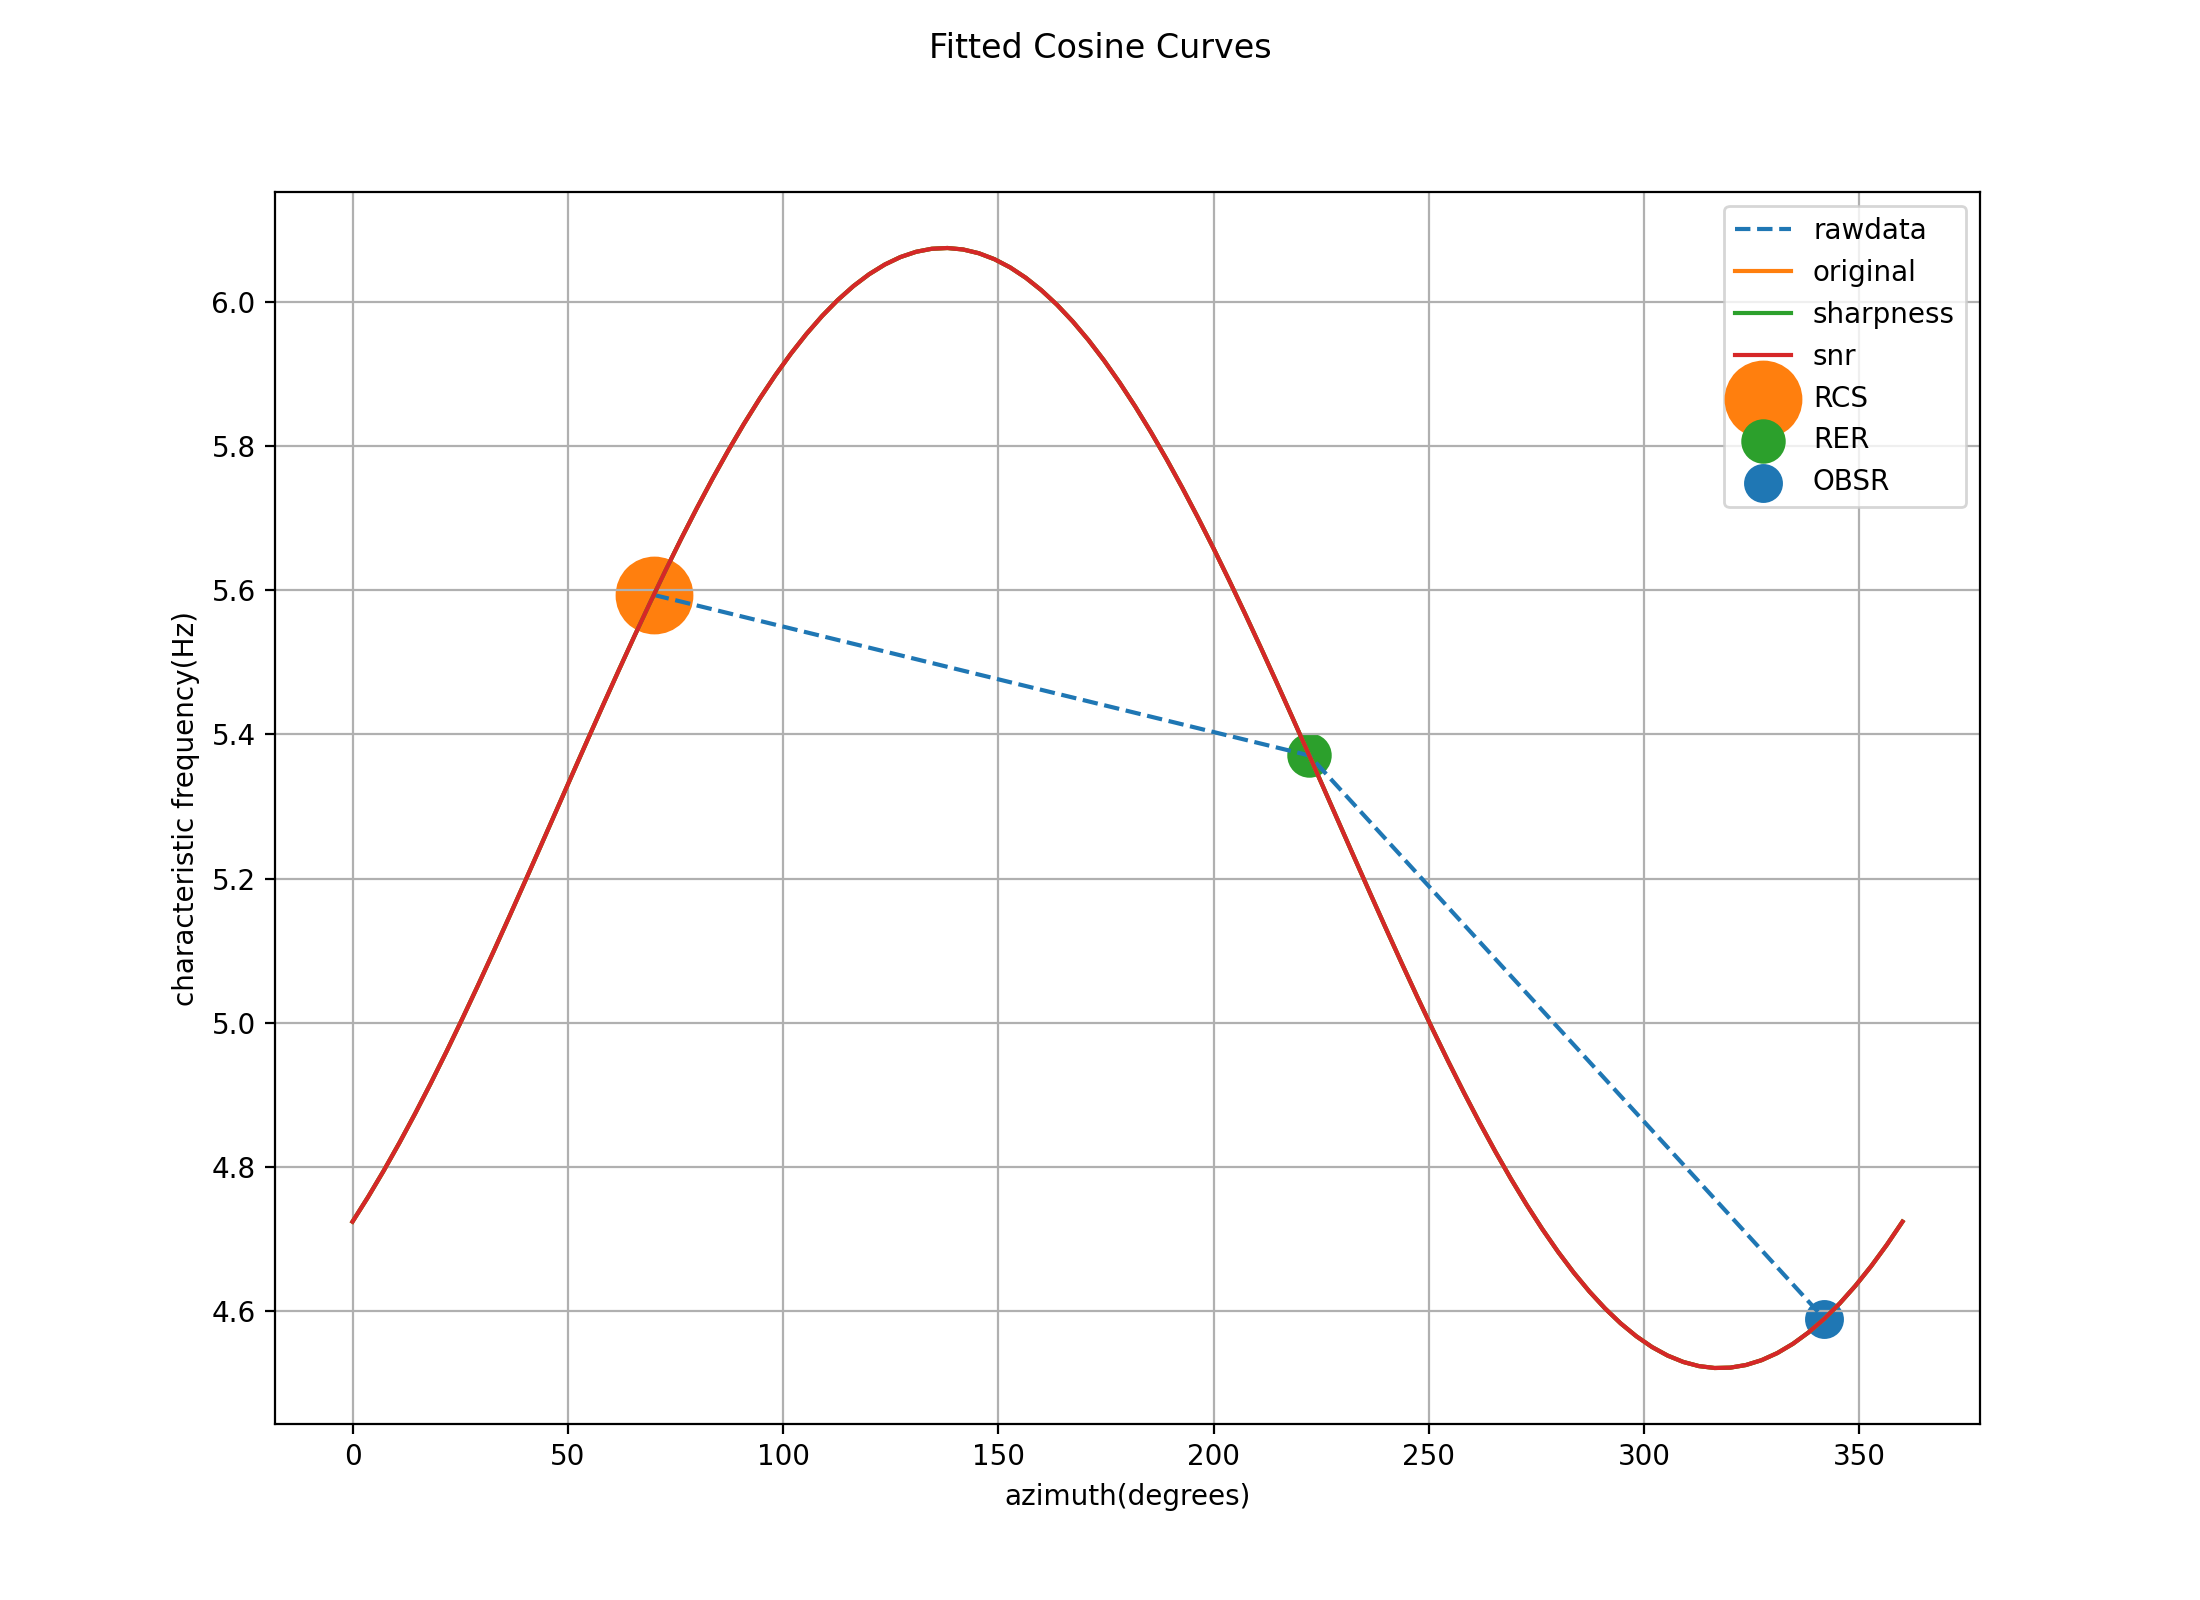 Fitted Cosine Curves
rawdata
original
sharpness
snr
RCS
RER
OBSR
characteristic frequency(Hz)
6.0
5.8
5.6
5.4
5.2
5.0
4.8
4.6
0 50 100 150 200 250 300 350
azimuth(degrees)